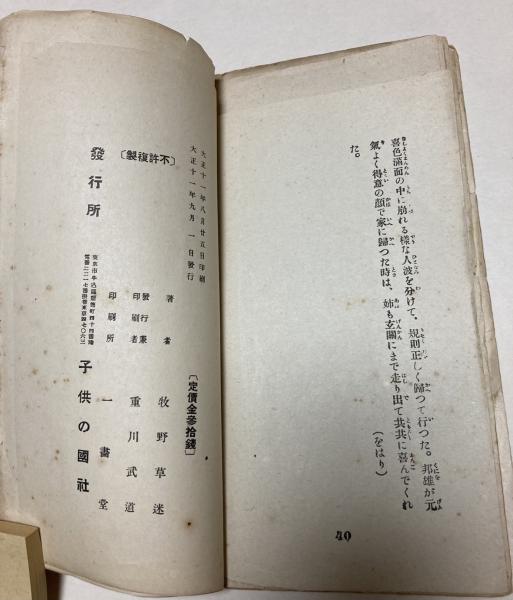 喜色滿面の中に崩れる樣な人波を分けて、規則正しく歸つて行つた。邦雄が元
氣よく得意の顏で家に歸つた時は、姉も玄關にまで走り出て共共に喜んでくれ
た。
(をはり)
40
大正十一年八月廿五日印刷
大正十一年九月一日發行
〔定價金參拾錢〕
〔不許複製〕
著者 牧野草迷
發行兼印刷者 重川武道
印刷所 一書堂
發行所 子供の國社